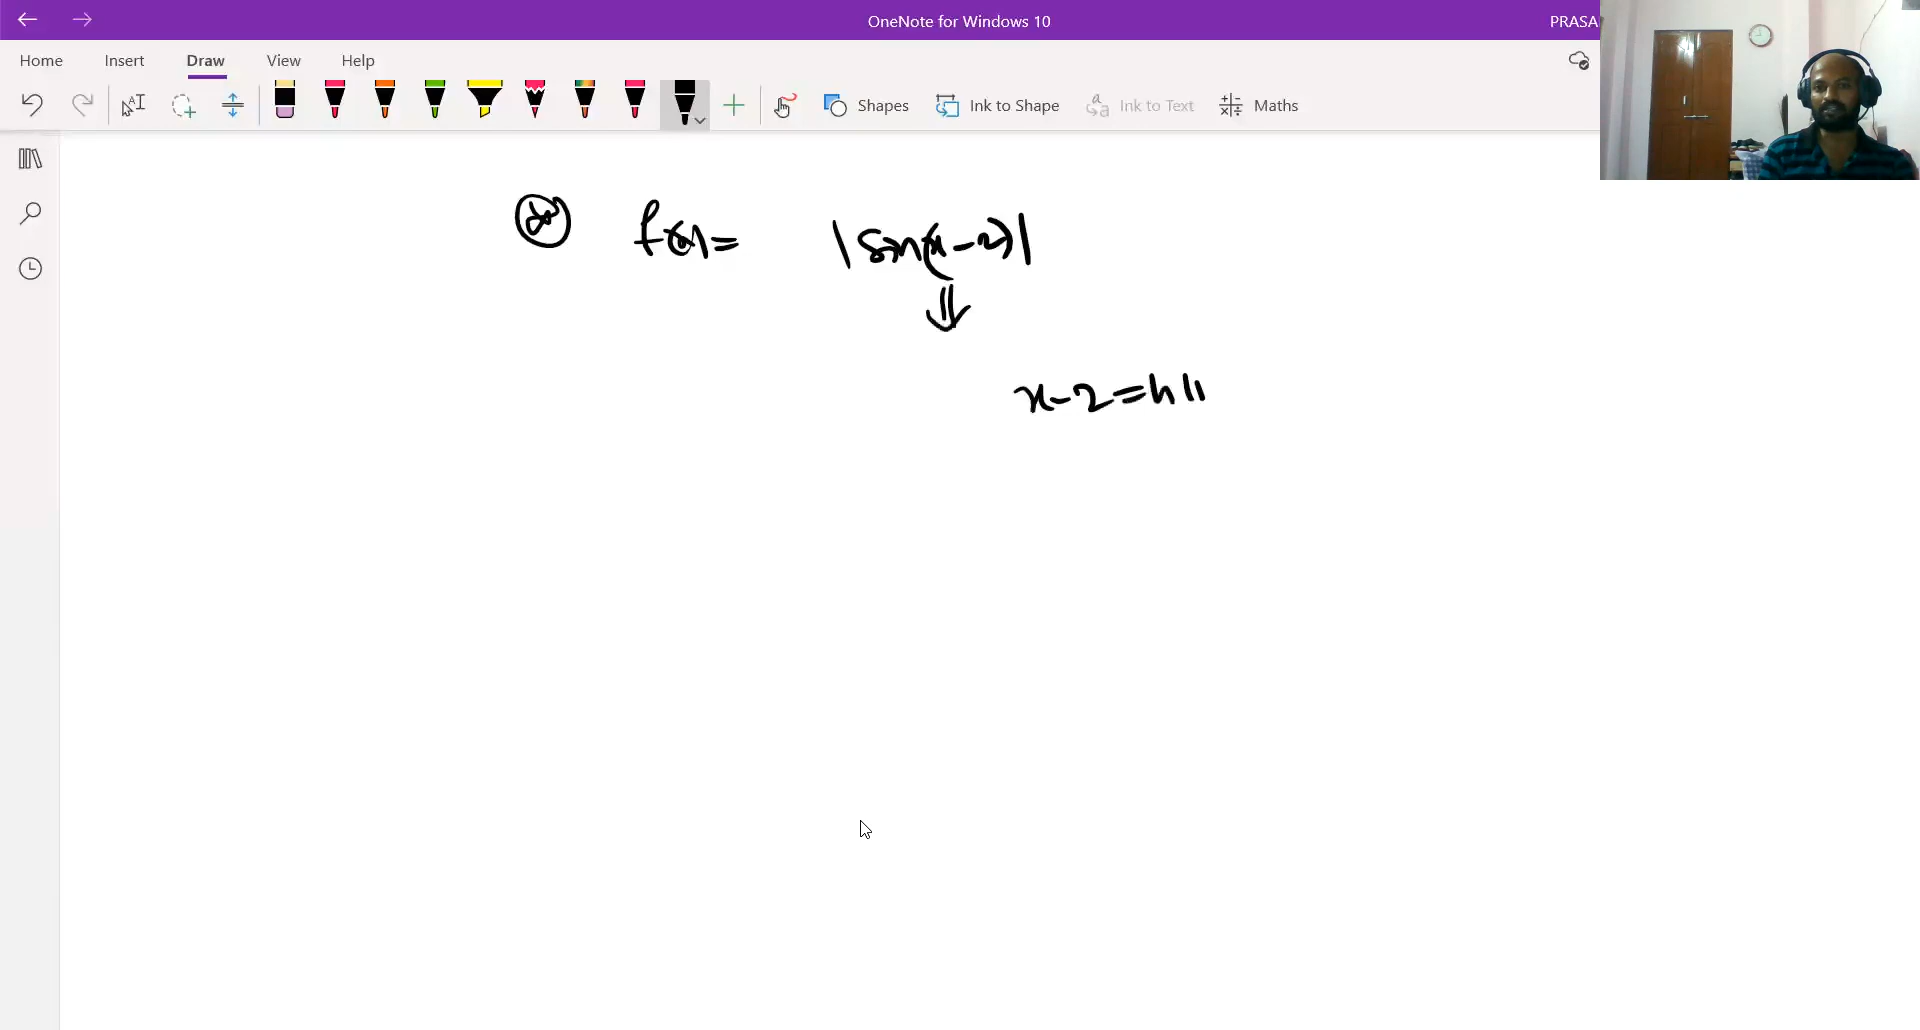 OneNote for Windows 10
PRASA
Home Insert Draw View Help
Shapes Ink to Shape Ink to Text Maths
f(x) = |sin(x-2)|
⇓
x-2=nπ